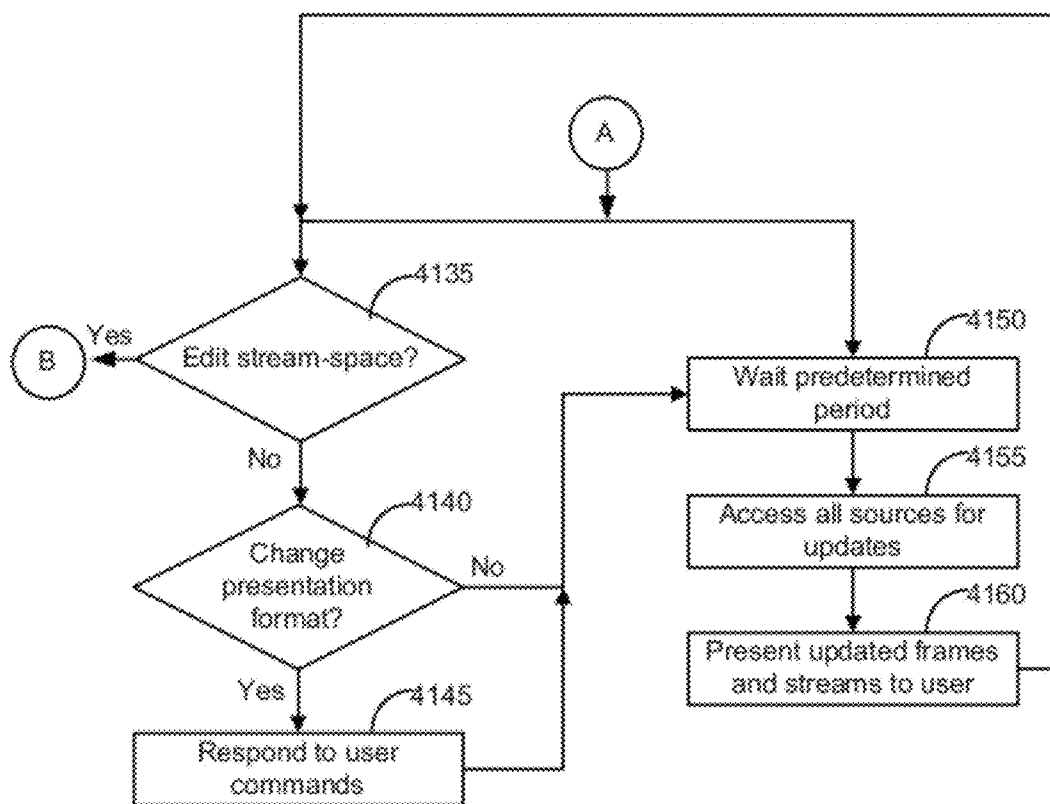 A
4135
Yes
B
Edit stream-space?
4150
Wait predetermined
period
No
4155
Access all sources for
updates
4140
Change
presentation
format?
No
4160
Present updated frames
and streams to user
Yes
4145
Respond to user
commands